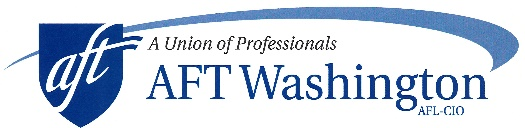 aft
A Union of Professionals
AFT Washington
AFL-CIO